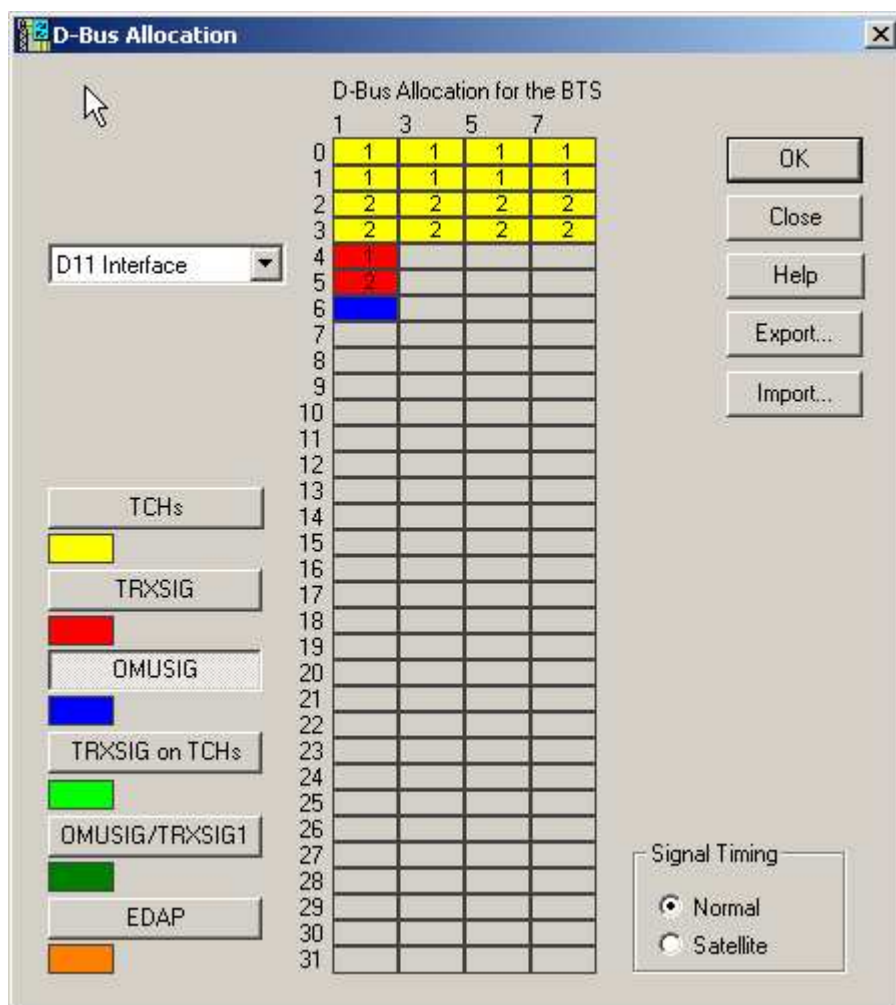 D-Bus Allocation
D-Bus Allocation for the BTS
1 3 5 7
0 1 1 1 1
1 1 1 1 1
2 2 2 2 2
3 2 2 2 2
4 1
5 2
6
7
8
9
10
11
12
13
14
15
16
17
18
19
20
21
22
23
24
25
26
27
28
29
30
31
D11 Interface
TCHs
TRXSIG
OMUSIG
TRXSIG on TCHs
OMUSIG/TRXSIG1
EDAP
OK
Close
Help
Export...
Import...
Signal Timing
Normal
Satellite